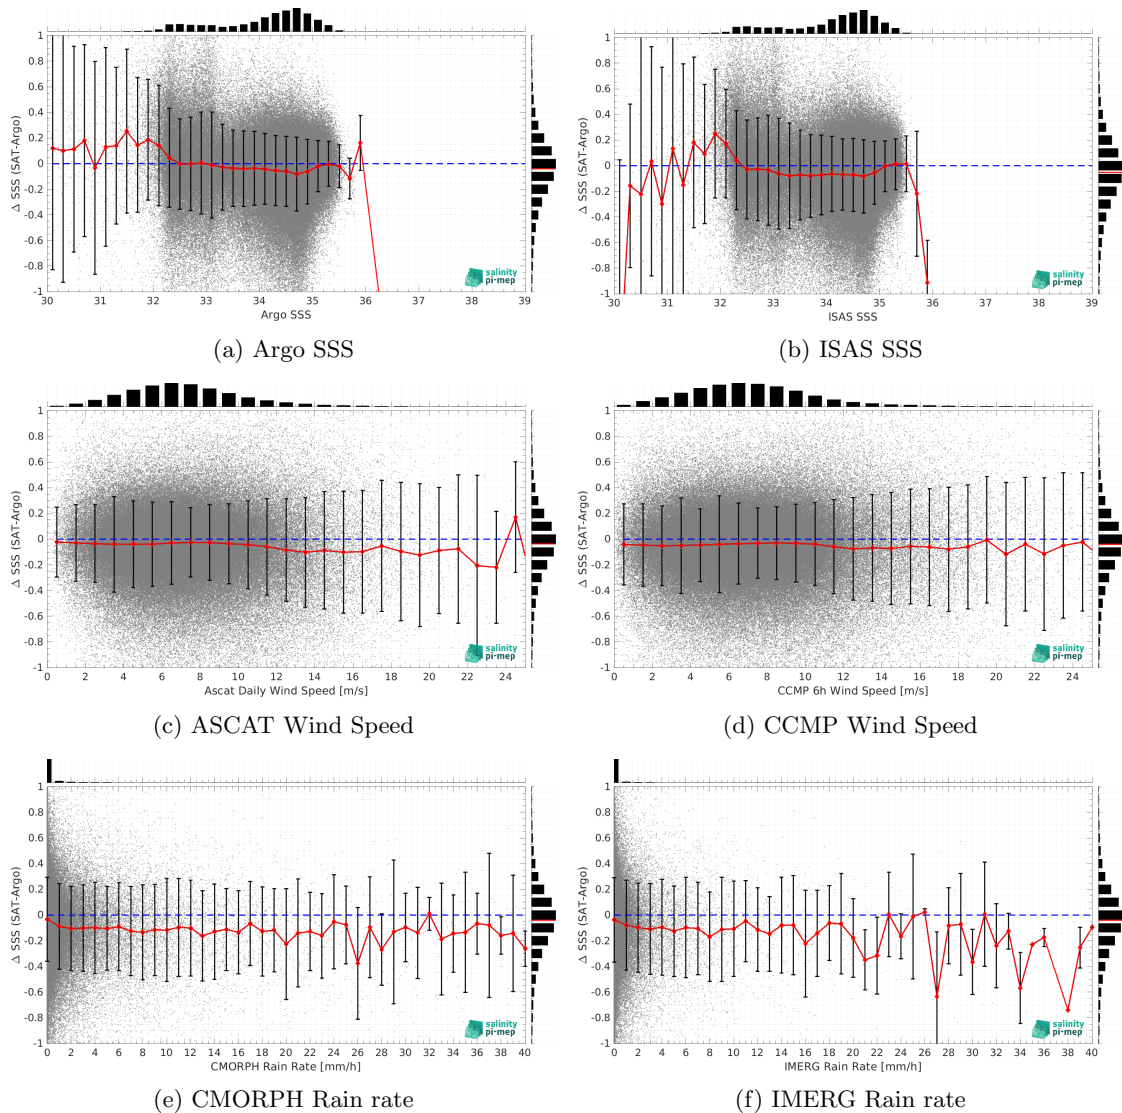 1
0.8
0.6
0.4
0.2
0
-0.2
-0.4
-0.6
-0.8
-1
Δ SSS (SAT-Argo)
salinity
pi-mep
30 31 32 33 34 35 36 37 38 39
Argo SSS
(a) Argo SSS
1
0.8
0.6
0.4
0.2
0
-0.2
-0.4
-0.6
-0.8
-1
Δ SSS (SAT-Argo)
salinity
pi-mep
30 31 32 33 34 35 36 37 38 39
ISAS SSS
(b) ISAS SSS
1
0.8
0.6
0.4
0.2
0
-0.2
-0.4
-0.6
-0.8
-1
Δ SSS (SAT-Argo)
salinity
pi-mep
0 2 4 6 8 10 12 14 16 18 20 22 24
Ascat Daily Wind Speed [m/s]
(c) ASCAT Wind Speed
1
0.8
0.6
0.4
0.2
0
-0.2
-0.4
-0.6
-0.8
-1
Δ SSS (SAT-Argo)
salinity
pi-mep
0 2 4 6 8 10 12 14 16 18 20 22 24
CCMP 6h Wind Speed [m/s]
(d) CCMP Wind Speed
1
0.8
0.6
0.4
0.2
0
-0.2
-0.4
-0.6
-0.8
-1
Δ SSS (SAT-Argo)
salinity
pi-mep
0 2 4 6 8 10 12 14 16 18 20 22 24 26 28 30 32 34 36 38 40
CMORPH Rain Rate [mm/h]
(e) CMORPH Rain rate
1
0.8
0.6
0.4
0.2
0
-0.2
-0.4
-0.6
-0.8
-1
Δ SSS (SAT-Argo)
salinity
pi-mep
0 2 4 6 8 10 12 14 16 18 20 22 24 26 28 30 32 34 36 38 40
IMERG Rain Rate [mm/h]
(f) IMERG Rain rate